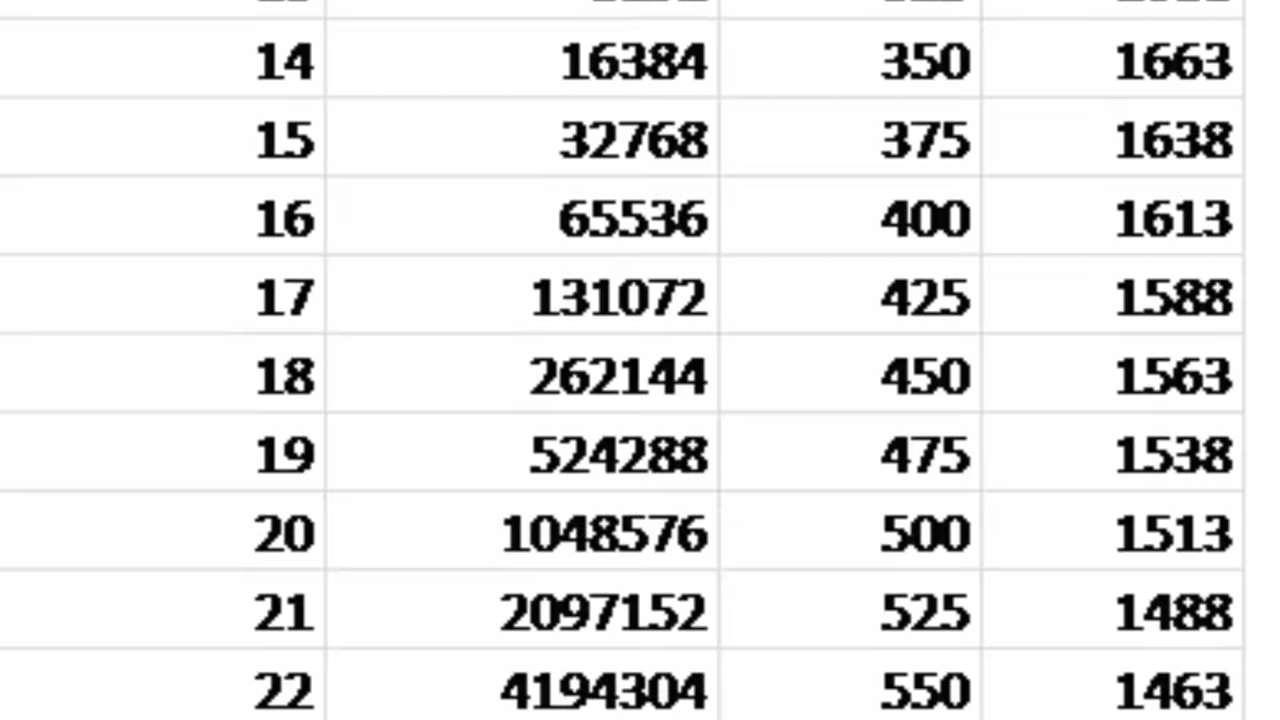 14 16384 350 1663
15 32768 375 1638
16 65536 400 1613
17 131072 425 1588
18 262144 450 1563
19 524288 475 1538
20 1048576 500 1513
21 2097152 525 1488
22 4194304 550 1463